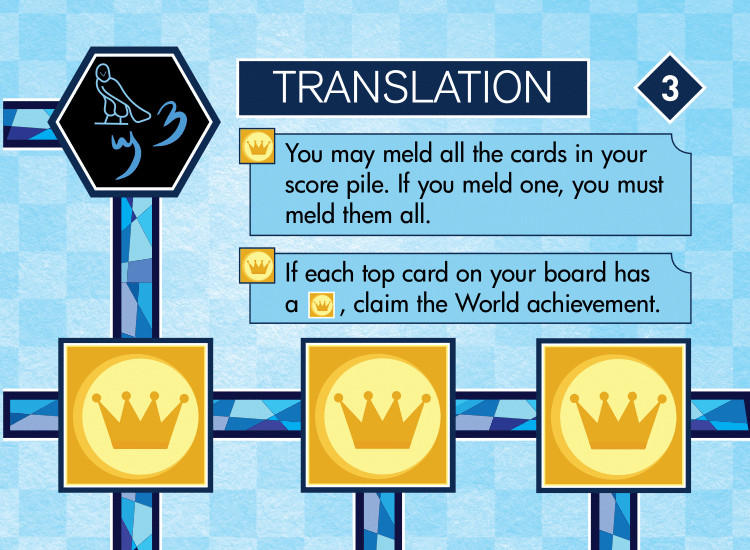 TRANSLATION
3
You may meld all the cards in your
score pile. If you meld one, you must
meld them all.
If each top card on your board has
a , claim the World achievement.